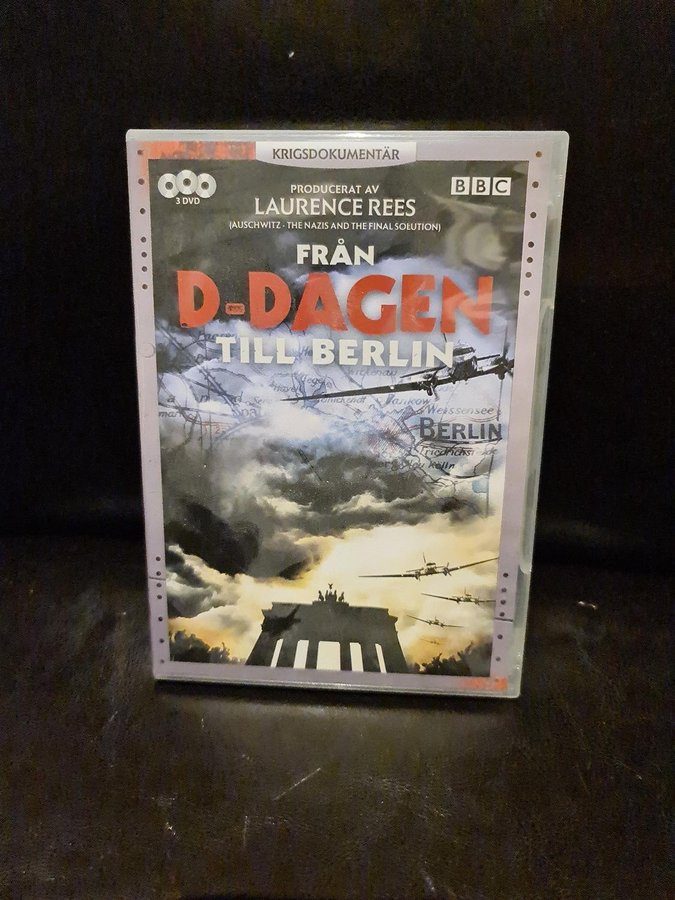 KRIGSDOKUMENTÄR
3 DVD
PRODUCERAT AV
BBC
LAURENCE REES
(AUSCHWITZ - THE NAZIS AND THE FINAL SOLUTION)
FRÅN
D-DAGEN
TILL BERLIN
Weissensee
BERLIN